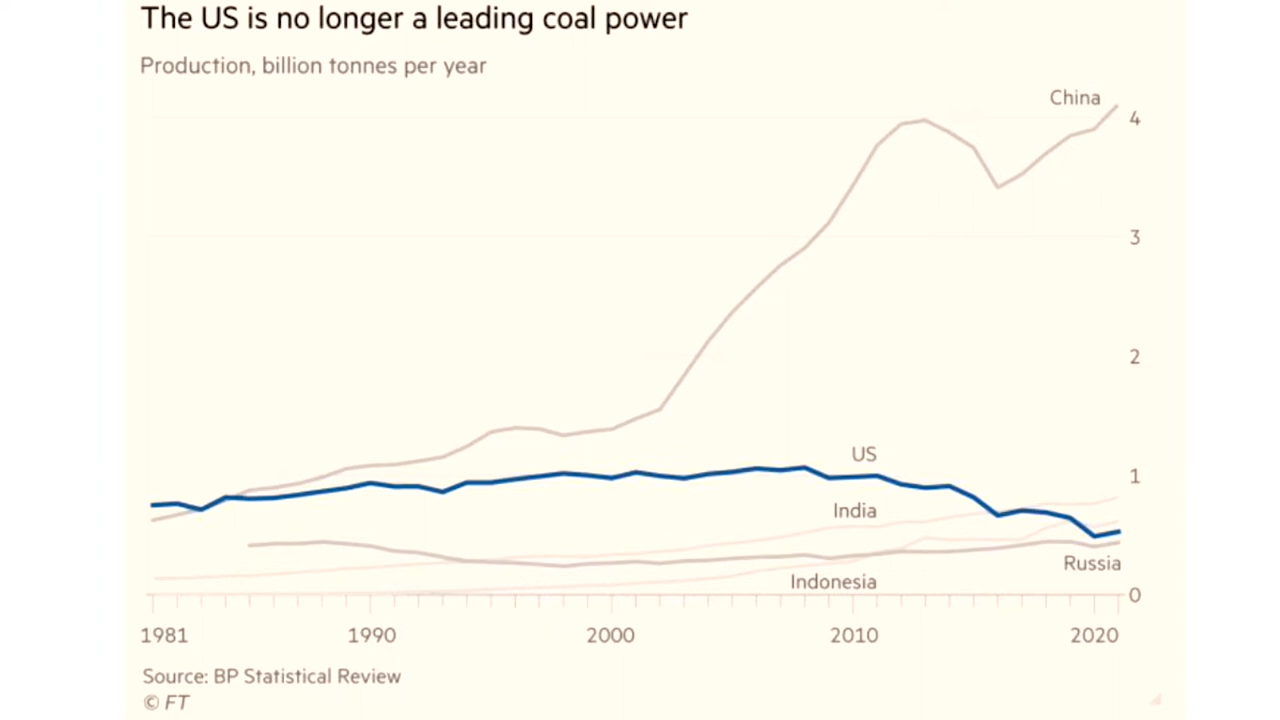 The US is no longer a leading coal power
Production, billion tonnes per year
China
4
3
2
US
1
India
Russia
Indonesia
0
1981 1990 2000 2010 2020
Source: BP Statistical Review
© FT